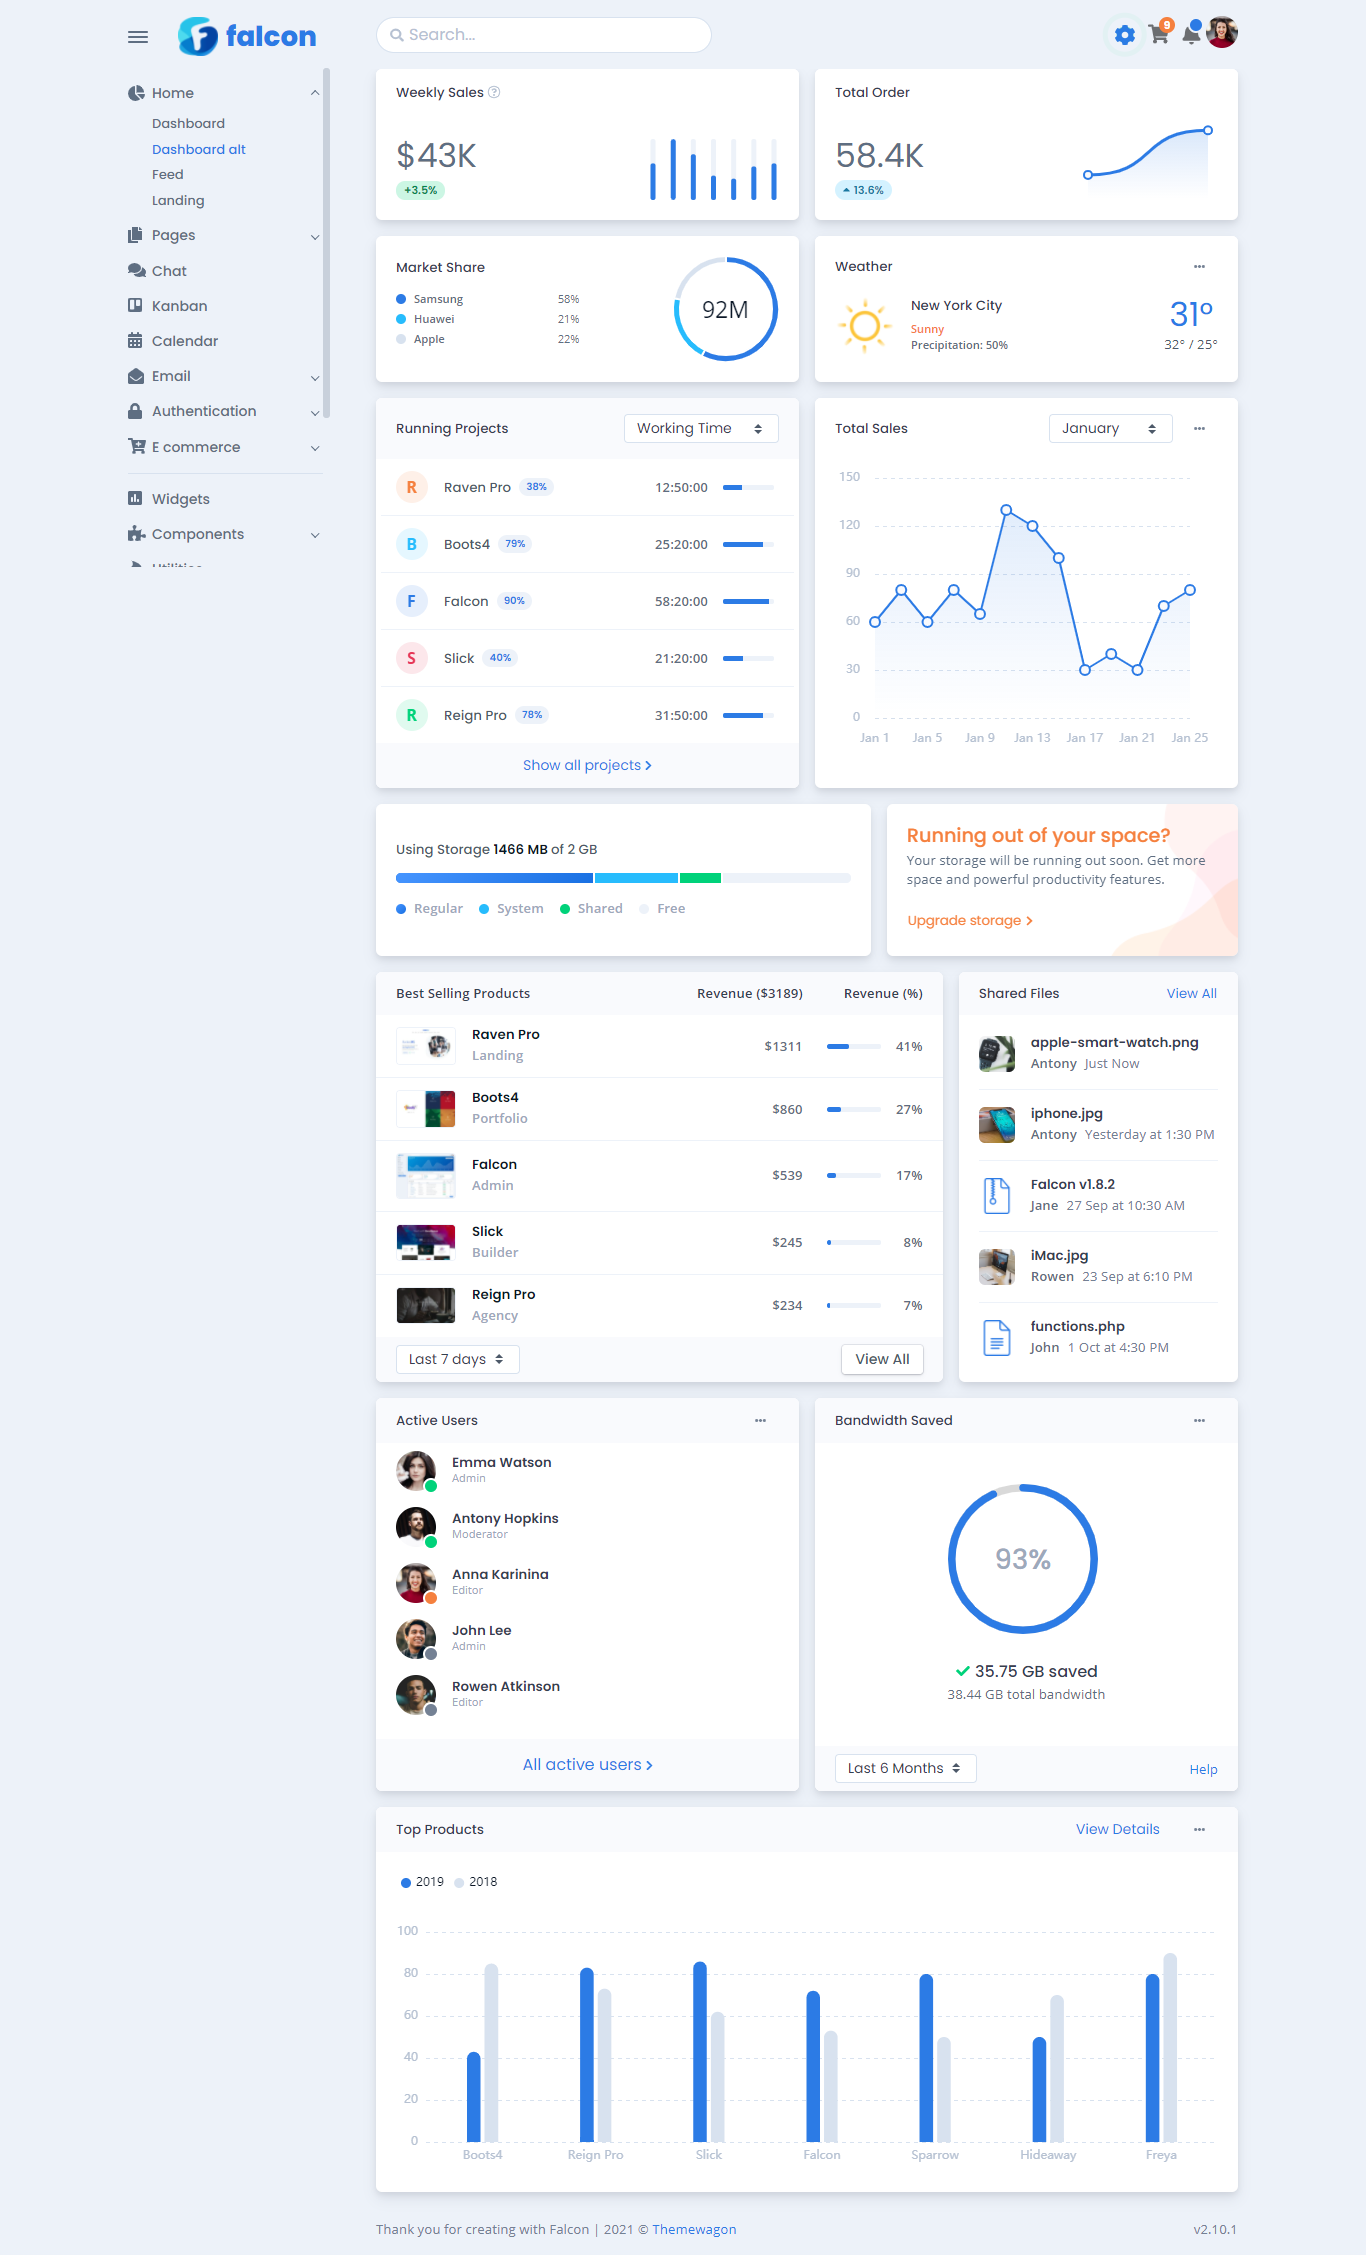 falcon
Search...
9
Home
Dashboard
Dashboard alt
Feed
Landing
Pages
Chat
Kanban
Calendar
Email
Authentication
E commerce
Widgets
Components
Weekly Sales ?
$43K
+3.5%
Total Order
58.4K
13.6%
Market Share
Samsung 58%
Huawei 21%
Apple 22%
92M
Weather
New York City
Sunny
Precipitation: 50%
31°
32° / 25°
Running Projects
Working Time
R Raven Pro 38% 12:50:00
B Boots4 79% 25:20:00
F Falcon 90% 58:20:00
S Slick 40% 21:20:00
R Reign Pro 78% 31:50:00
Show all projects
Total Sales
January
150
120
90
60
30
0
Jan 1 Jan 5 Jan 9 Jan 13 Jan 17 Jan 21 Jan 25
Using Storage 1466 MB of 2 GB
Regular System Shared Free
Running out of your space?
Your storage will be running out soon. Get more
space and powerful productivity features.
Upgrade storage
Best Selling Products Revenue ($3189) Revenue (%)
Raven Pro
Landing
$1311 41%
Boots4
Portfolio
$860 27%
Falcon
Admin
$539 17%
Slick
Builder
$245 8%
Reign Pro
Agency
$234 7%
Last 7 days
View All
Shared Files View All
apple-smart-watch.png
Antony Just Now
iphone.jpg
Antony Yesterday at 1:30 PM
Falcon v1.8.2
Jane 27 Sep at 10:30 AM
iMac.jpg
Rowen 23 Sep at 6:10 PM
functions.php
John 1 Oct at 4:30 PM
Active Users
Emma Watson
Admin
Antony Hopkins
Moderator
Anna Karinina
Editor
John Lee
Admin
Rowen Atkinson
Editor
All active users
Bandwidth Saved
93%
35.75 GB saved
38.44 GB total bandwidth
Last 6 Months
Help
Top Products
View Details
2019 2018
100
80
60
40
20
0
Boots4 Reign Pro Slick Falcon Sparrow Hideaway Freya
Thank you for creating with Falcon | 2021 © Themewagon
v2.10.1